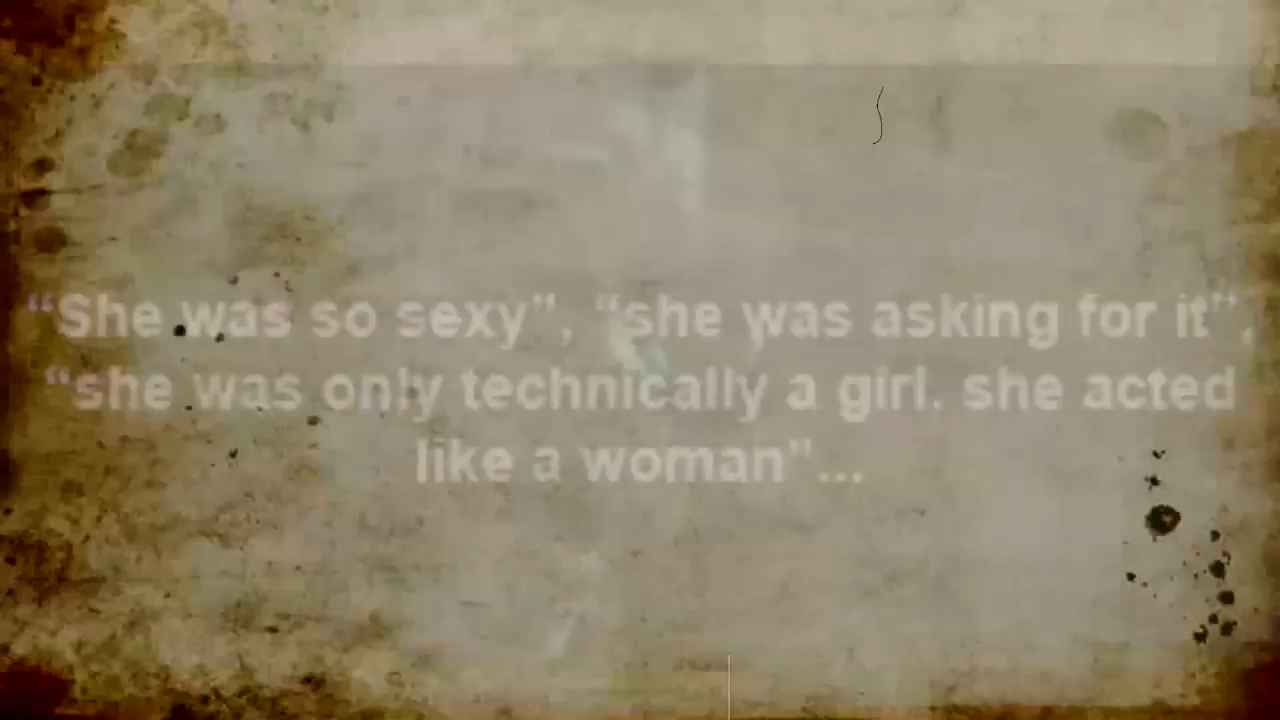 “She was so sexy”, “she was asking for it”,
“she was only technically a girl. she acted
like a woman”...